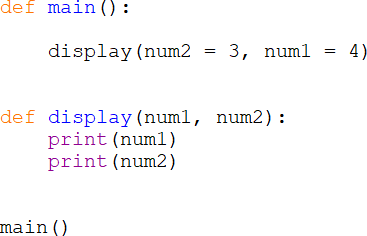 def main():
    display(num2 = 3, num1 = 4)
def display(num1, num2):
    print(num1)
    print(num2)
main()